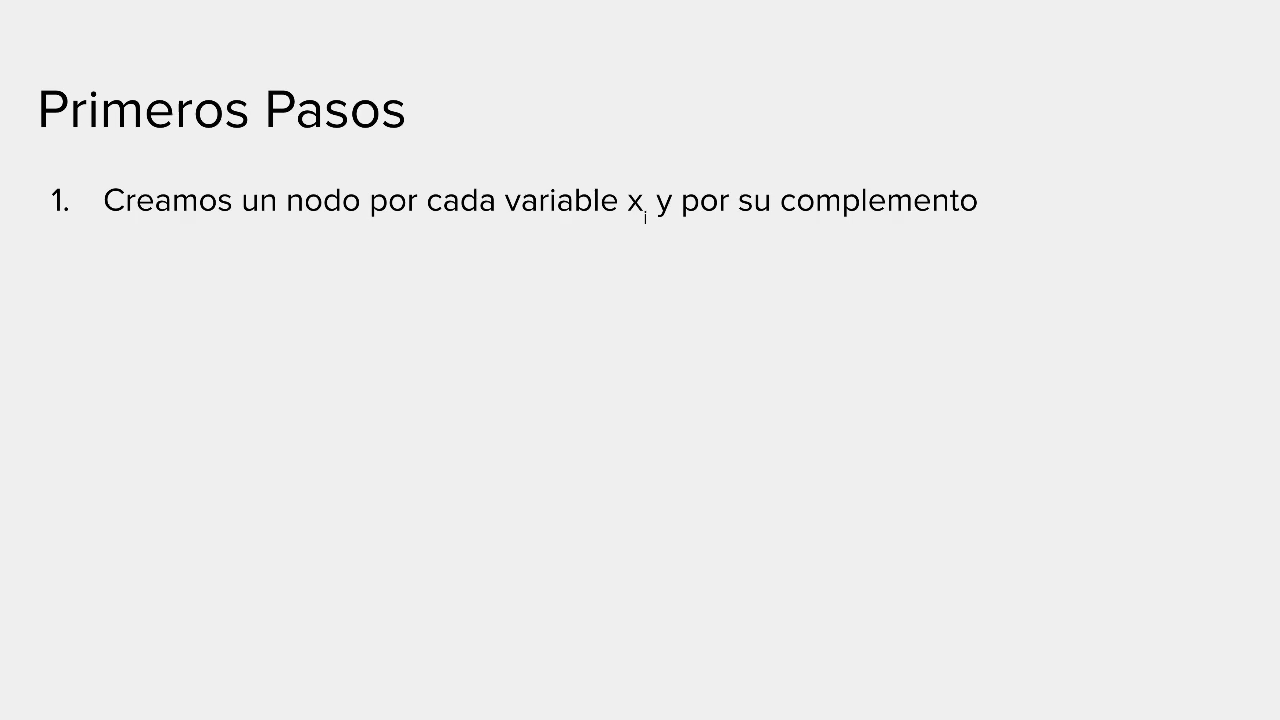 Primeros Pasos
1. Creamos un nodo por cada variable xᵢ y por su complemento